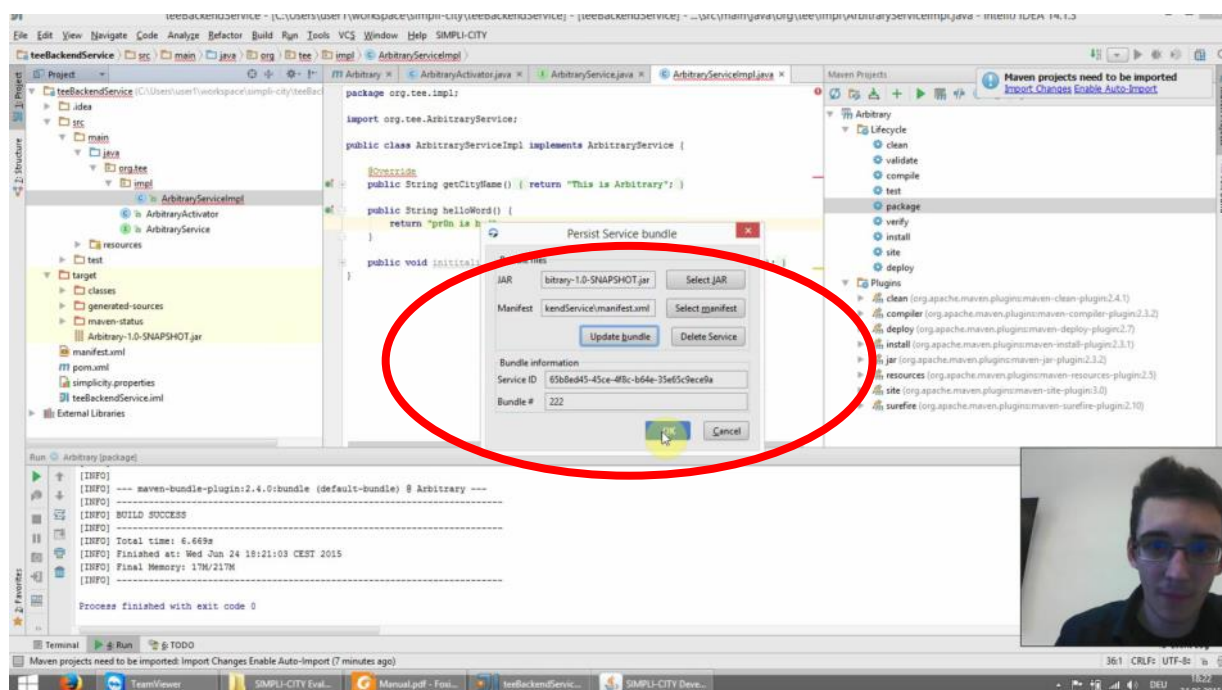 teeBackendService - [C:\Users\user1\workspace\simpli-city\teeBackendService] - [teeBackendService] - ...\src\main\java\org\tee\impl\ArbitraryServiceImpl.java - IntelliJ IDEA 14.1.3
File Edit View Navigate Code Analyze Refactor Build Run Tools VCS Window Help SIMPLI-CITY
teeBackendService src main java org tee impl ArbitraryServiceImpl
1: Project
2: Structure
2: Favorites
Project
teeBackendService (C:\Users\user1\workspace\simpli-city\teeBac
.idea
src
main
java
org.tee
impl
ArbitraryServiceImpl
ArbitraryActivator
ArbitraryService
resources
test
target
classes
generated-sources
maven-status
Arbitrary-1.0-SNAPSHOT.jar
manifest.xml
pom.xml
simplicity.properties
teeBackendService.iml
External Libraries
Arbitrary × ArbitraryActivator.java × ArbitraryService.java × ArbitraryServiceImpl.java ×
package org.tee.impl;
import org.tee.ArbitraryService;
public class ArbitraryServiceImpl implements ArbitraryService {
@Override
public String getCityName() { return "This is Arbitrary"; }
public String helloWord() {
return "pr0n is
}
public void
}
Persist Service bundle
JAR bitrary-1.0-SNAPSHOT.jar Select JAR
Manifest kendService\manifest.xml Select manifest
Update bundle Delete Service
Bundle information
Service ID 65b8ed45-45ce-4f8c-b64e-35e65c9ece9a
Bundle # 222
OK Cancel
Maven Projects
Maven projects need to be imported
Import Changes Enable Auto-Import
Arbitrary
Lifecycle
clean
validate
compile
test
package
verify
install
site
deploy
Plugins
clean (org.apache.maven.plugins:maven-clean-plugin:2.4.1)
compiler (org.apache.maven.plugins:maven-compiler-plugin:2.3.2)
deploy (org.apache.maven.plugins:maven-deploy-plugin:2.7)
install (org.apache.maven.plugins:maven-install-plugin:2.3.1)
jar (org.apache.maven.plugins:maven-jar-plugin:2.3.2)
resources (org.apache.maven.plugins:maven-resources-plugin:2.5)
site (org.apache.maven.plugins:maven-site-plugin:3.0)
surefire (org.apache.maven.plugins:maven-surefire-plugin:2.10)
Run Arbitrary [package]
[INFO]
[INFO] --- maven-bundle-plugin:2.4.0:bundle (default-bundle) @ Arbitrary ---
[INFO] ------------------------------------------------------------------------
[INFO] BUILD SUCCESS
[INFO] ------------------------------------------------------------------------
[INFO] Total time: 6.669s
[INFO] Finished at: Wed Jun 24 18:21:03 CEST 2015
[INFO] Final Memory: 17M/217M
[INFO] ------------------------------------------------------------------------
Process finished with exit code 0
Terminal 4: Run 6: TODO
Maven projects need to be imported: Import Changes Enable Auto-Import (7 minutes ago)
36:1 CRLF÷ UTF-8÷
TeamViewer SIMPLI-CITY Eval... Manual.pdf - Foxi... teeBackendServic... SIMPLI-CITY Deve...
DEU 18:22